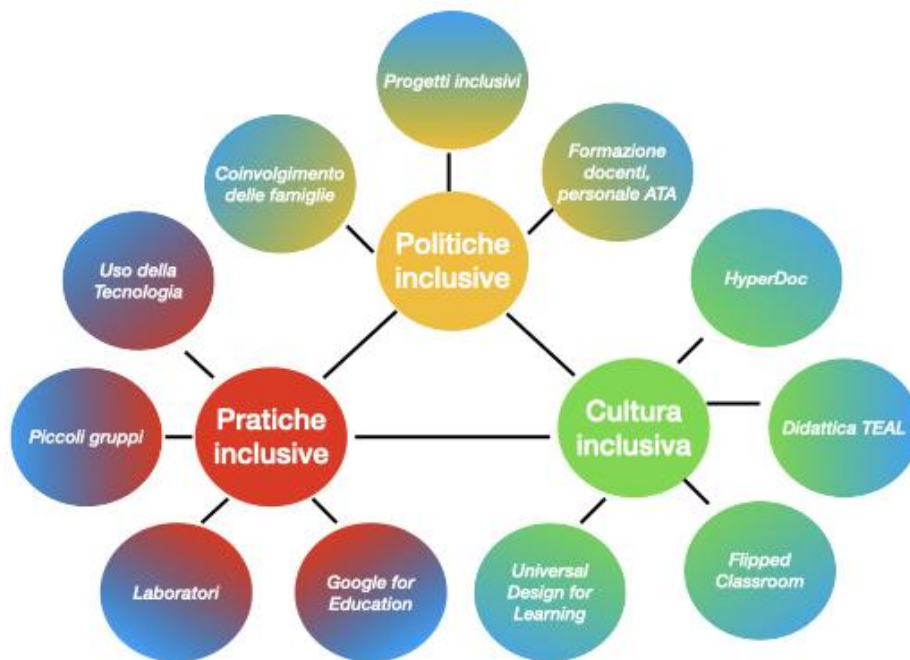 Progetti inclusivi
Coinvolgimento
delle famiglie
Formazione
docenti,
personale ATA
Politiche
inclusive
Uso della
Tecnologia
HyperDoc
Piccoli gruppi
Pratiche
inclusive
Cultura
inclusiva
Didattica TEAL
Laboratori
Google for
Education
Universal
Design for
Learning
Flipped
Classroom